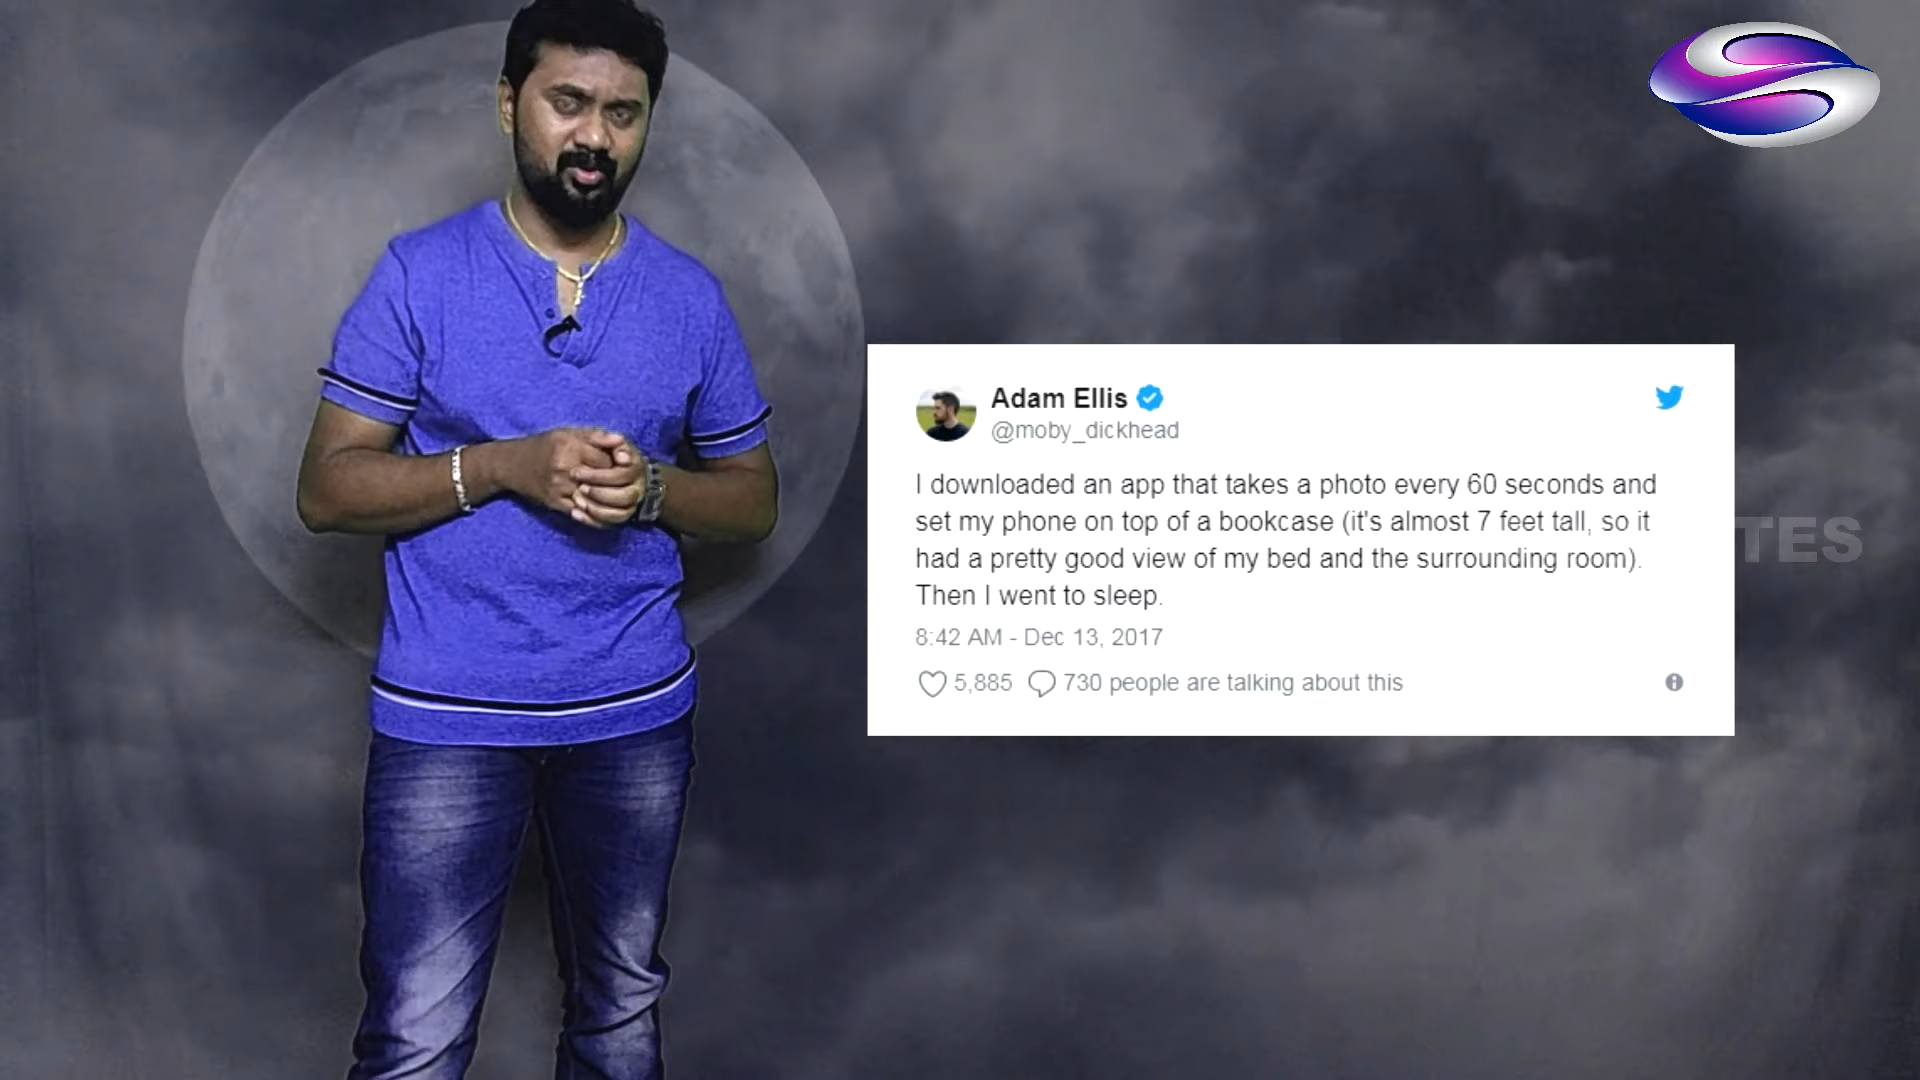 Adam Ellis
@moby_dickhead
I downloaded an app that takes a photo every 60 seconds and
set my phone on top of a bookcase (it's almost 7 feet tall, so it
had a pretty good view of my bed and the surrounding room).
Then I went to sleep.
8:42 AM - Dec 13, 2017
5,885 730 people are talking about this
TES